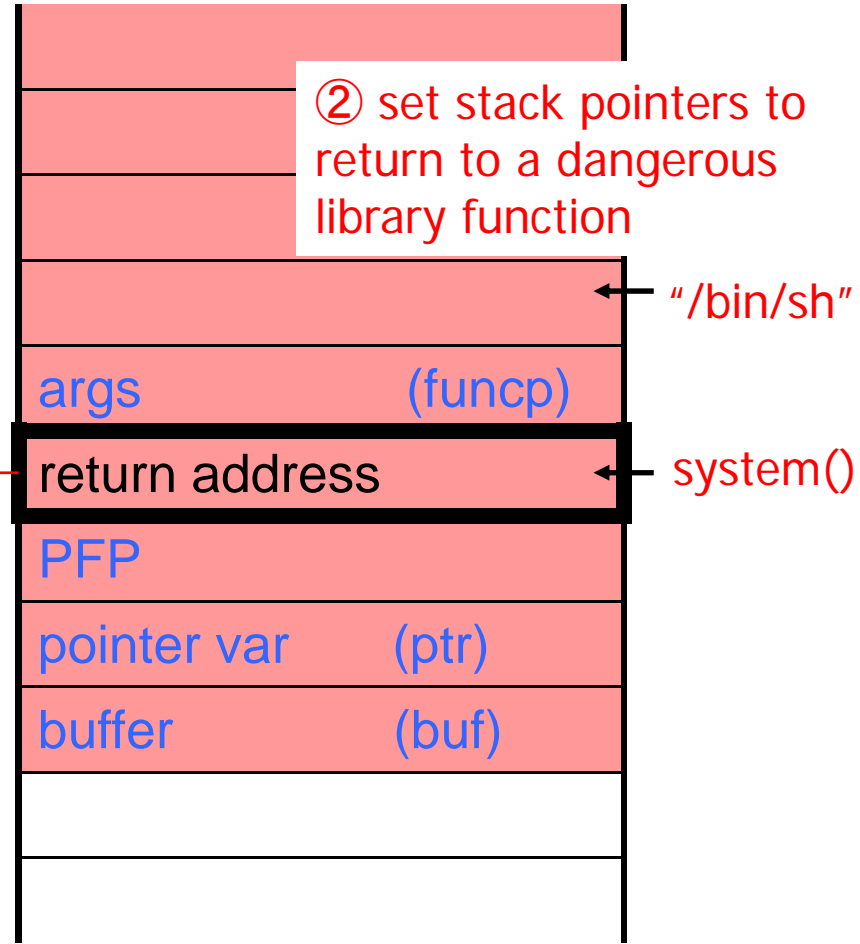 ② set stack pointers to
return to a dangerous
library function
“/bin/sh”
args (funcp)
return address
system()
PFP
pointer var (ptr)
buffer (buf)